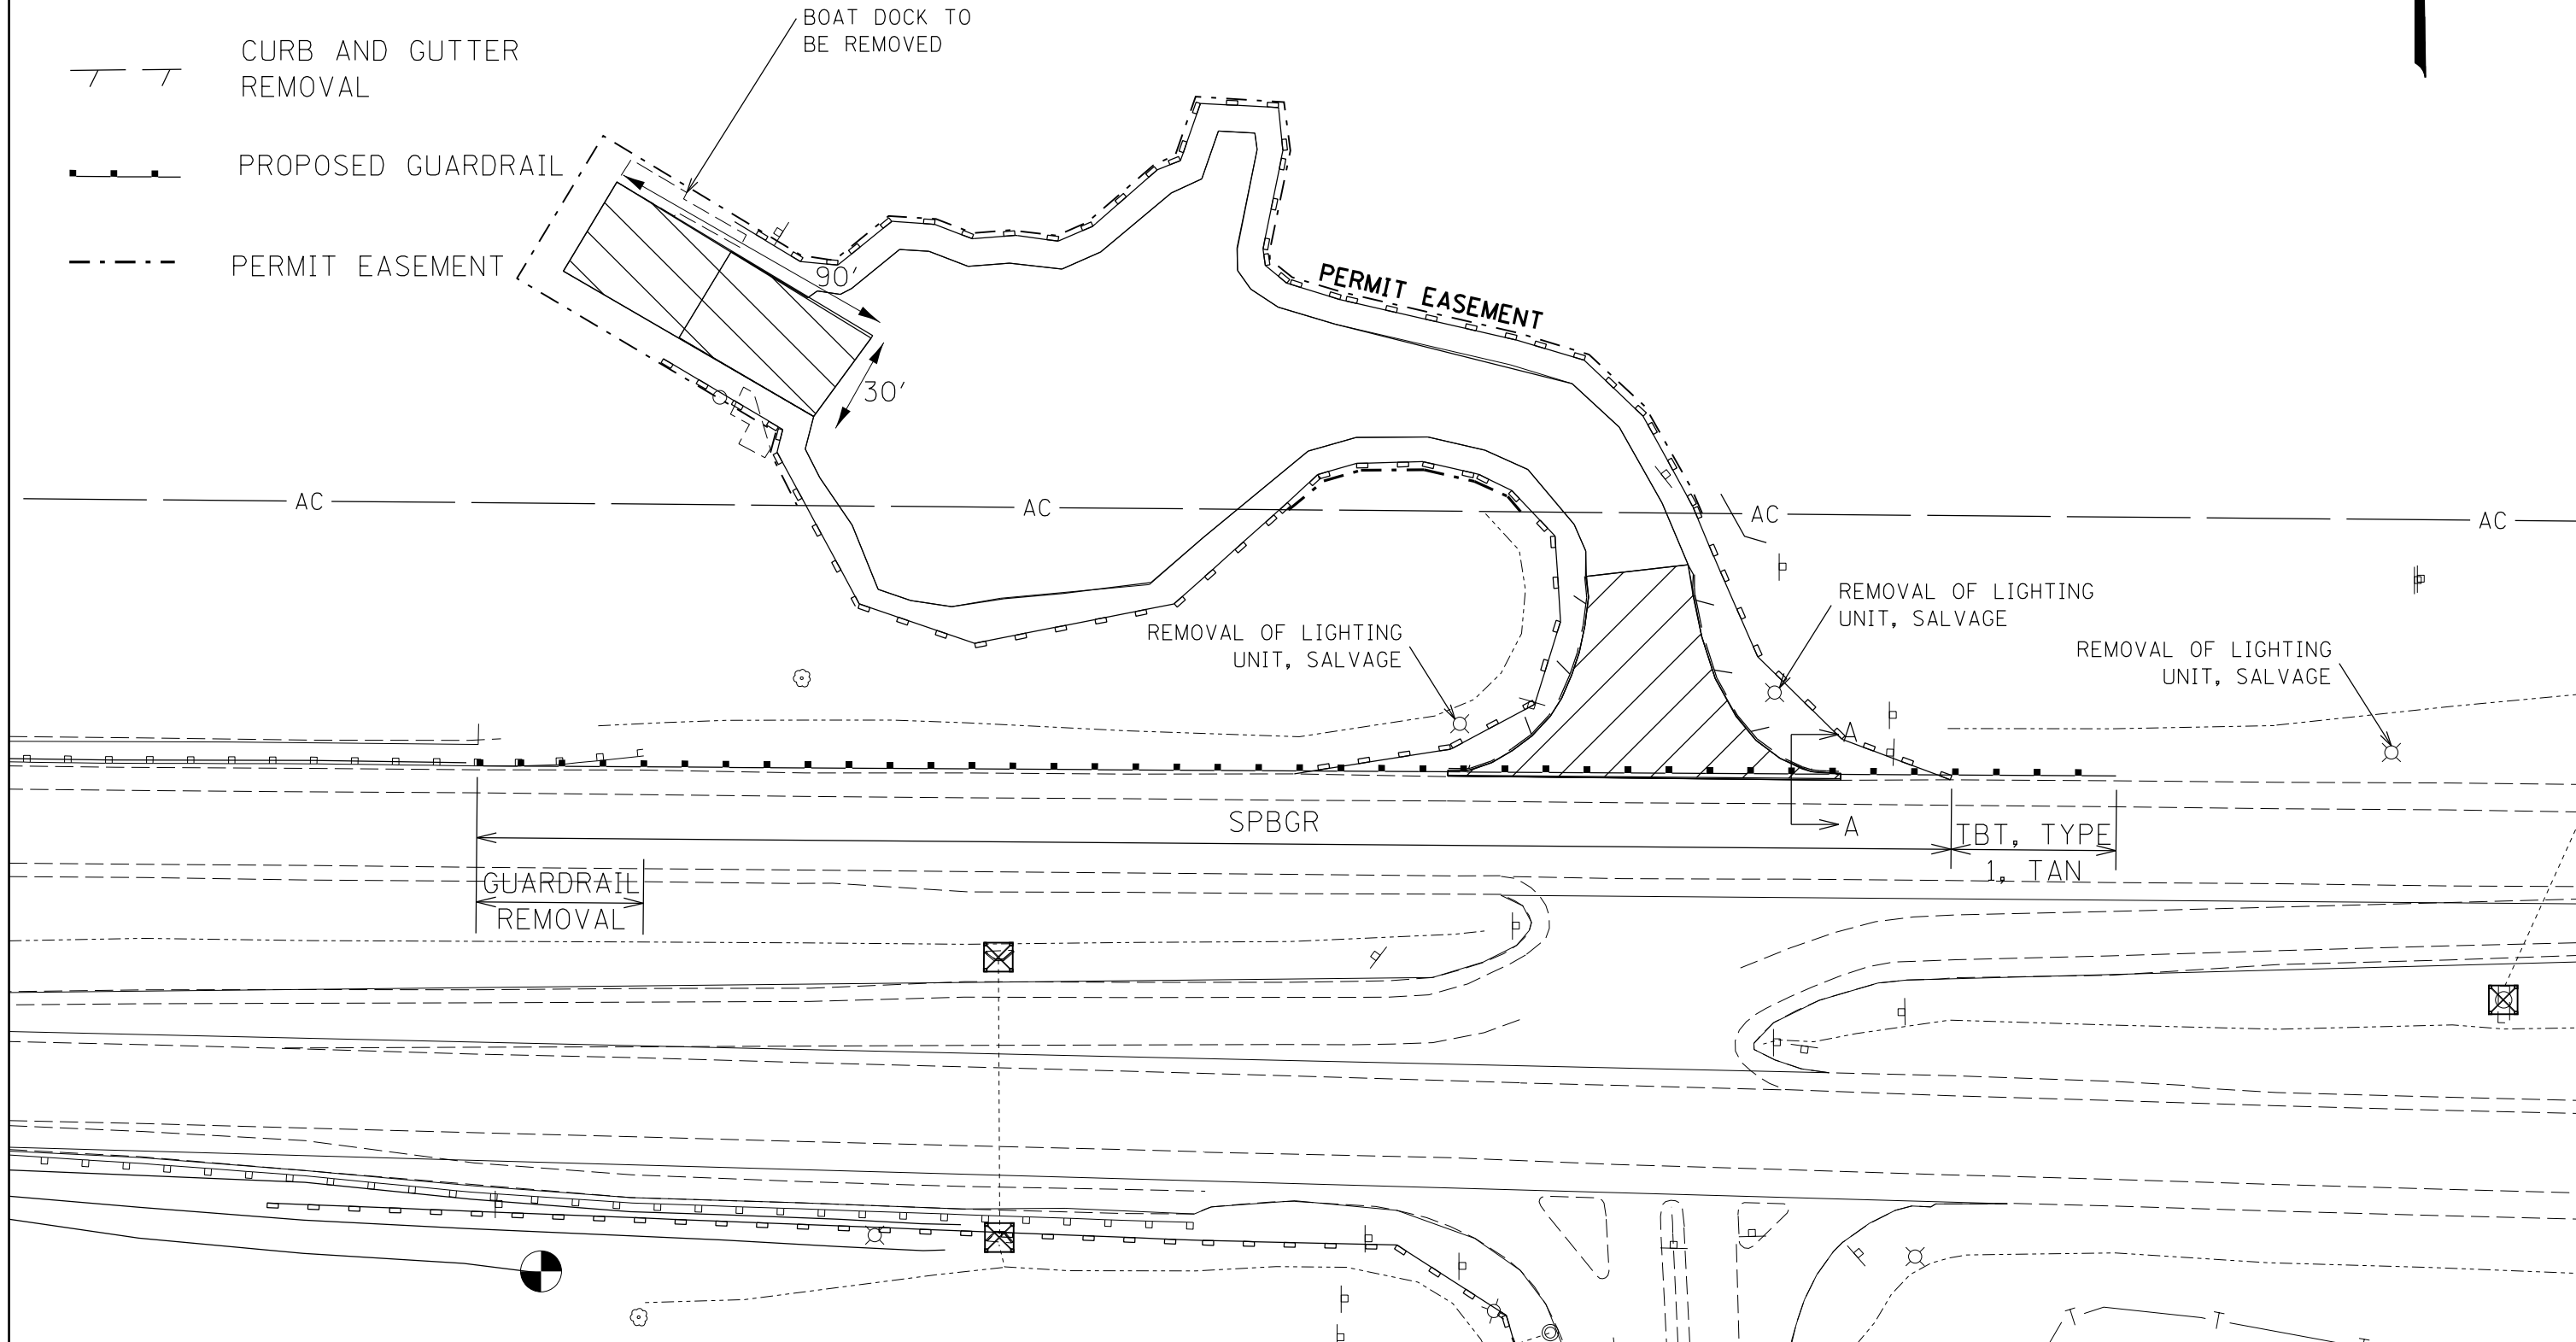 BOAT DOCK TO
BE REMOVED
CURB AND GUTTER
REMOVAL
PROPOSED GUARDRAIL
PERMIT EASEMENT
90'
PERMIT EASEMENT
30'
AC
AC
AC
AC
REMOVAL OF LIGHTING
UNIT, SALVAGE
REMOVAL OF LIGHTING
UNIT, SALVAGE
REMOVAL OF LIGHTING
UNIT, SALVAGE
A
A
SPBGR
TBT, TYPE
1, TAN
GUARDRAIL
REMOVAL